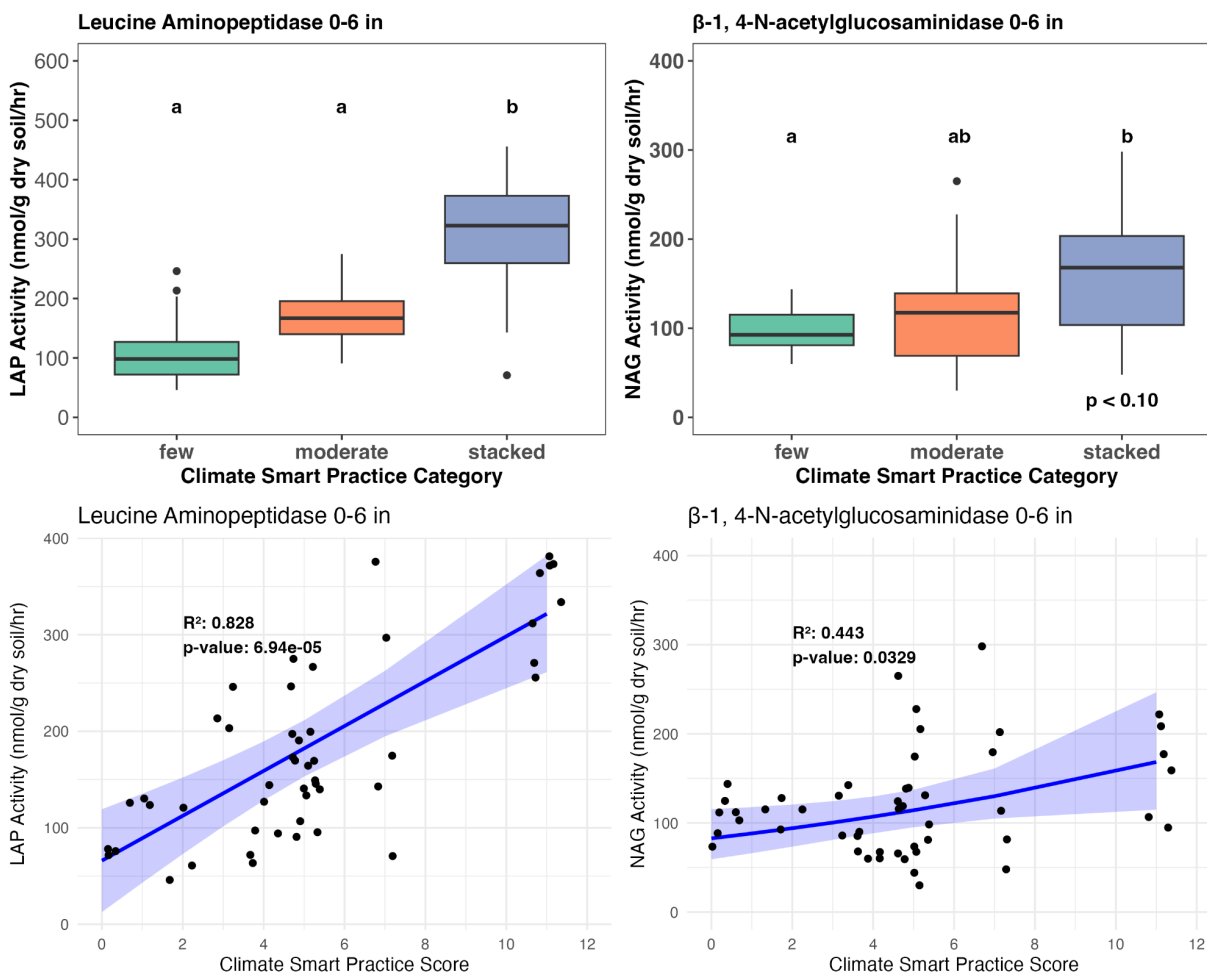 Leucine Aminopeptidase 0-6 in
LAP Activity (nmol/g dry soil/hr)
600
500
400
300
200
100
0
a
a
b
few
moderate
stacked
Climate Smart Practice Category
β-1, 4-N-acetylglucosaminidase 0-6 in
NAG Activity (nmol/g dry soil/hr)
400
300
200
100
0
a
ab
b
p < 0.10
few
moderate
stacked
Climate Smart Practice Category
Leucine Aminopeptidase 0-6 in
LAP Activity (nmol/g dry soil/hr)
400
300
200
100
0
R²: 0.828
p-value: 6.94e-05
0
2
4
6
8
10
12
Climate Smart Practice Score
β-1, 4-N-acetylglucosaminidase 0-6 in
NAG Activity (nmol/g dry soil/hr)
400
300
200
100
0
R²: 0.443
p-value: 0.0329
0
2
4
6
8
10
12
Climate Smart Practice Score